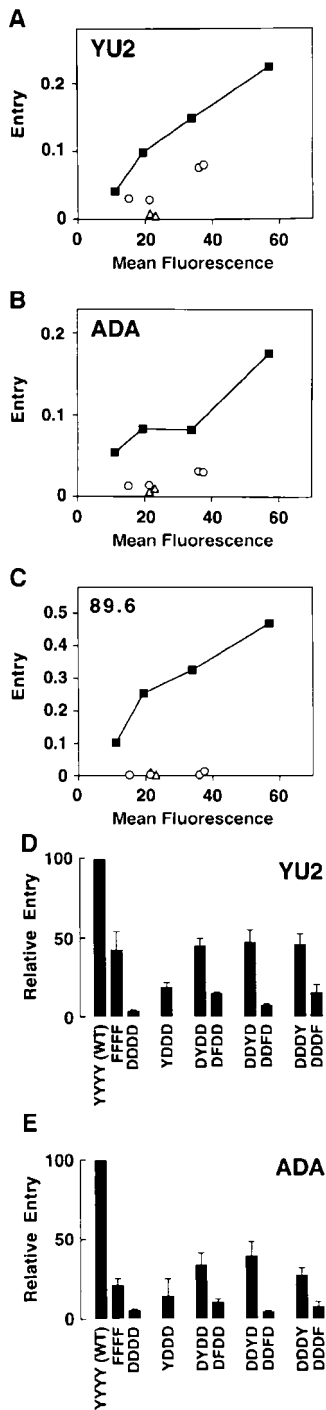 A
YU2
Entry
0.2
0.1
0
0 20 40 60
Mean Fluorescence
B
ADA
Entry
0.2
0.1
0
0 20 40 60
Mean Fluorescence
C
89.6
Entry
0.5
0.4
0.3
0.2
0.1
0
0 20 40 60
Mean Fluorescence
D
YU2
Relative Entry
100
50
0
YYYY (WT)
FFFF
DDDD
YDDD
DYDD
DFDD
DDYD
DDFD
DDDY
DDDF
E
ADA
Relative Entry
100
50
0
YYYY (WT)
FFFF
DDDD
YDDD
DYDD
DFDD
DDYD
DDFD
DDDY
DDDF